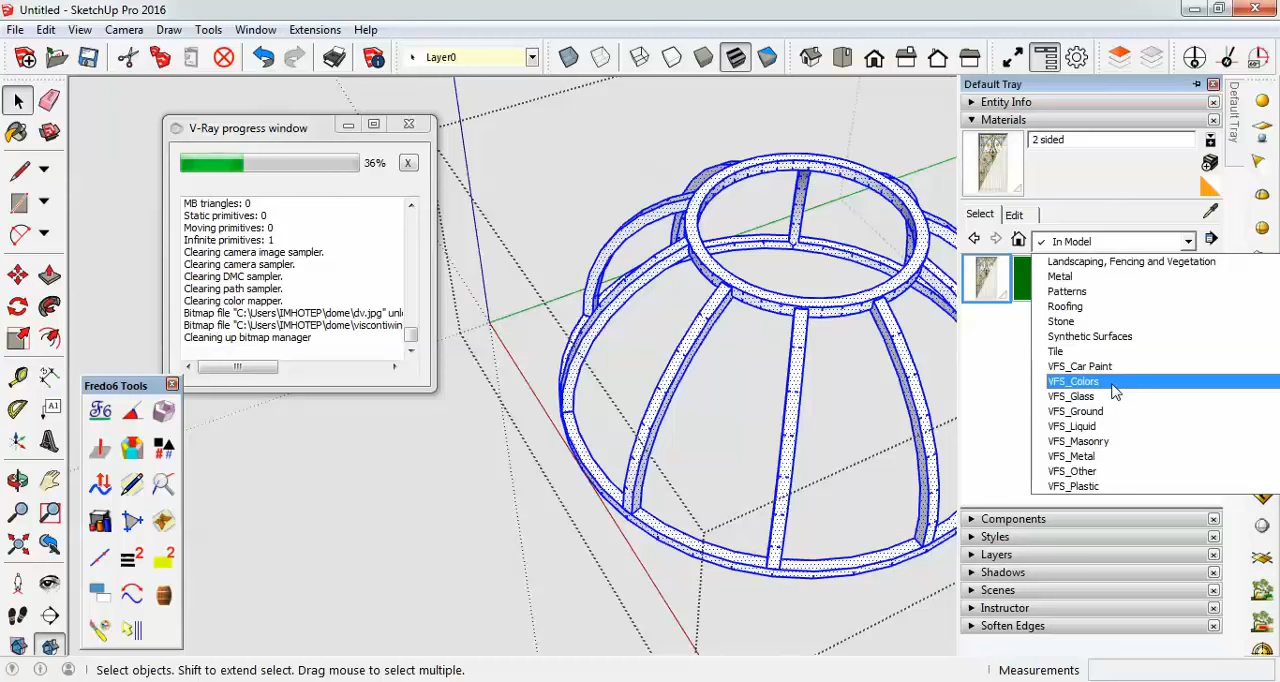 Untitled - SketchUp Pro 2016
File Edit View Camera Draw Tools Window Extensions Help
Layer0
V-Ray progress window
36%
X
MB triangles: 0
Static primitives: 0
Moving primitives: 0
Infinite primitives: 1
Clearing camera image sampler.
Clearing camera sampler.
Clearing DMC sampler.
Clearing path sampler.
Clearing color mapper.
Bitmap file "C:\Users\IMHOTEP\dome\dv.jpg" unl
Bitmap file "C:\Users\IMHOTEP\dome\viscontiwin
Cleaning up bitmap manager
Fredo6 Tools
Default Tray
Entity Info
Materials
2 sided
Select Edit
In Model
Landscaping, Fencing and Vegetation
Metal
Patterns
Roofing
Stone
Synthetic Surfaces
Tile
VFS_Car Paint
VFS_Colors
VFS_Glass
VFS_Ground
VFS_Liquid
VFS_Masonry
VFS_Metal
VFS_Other
VFS_Plastic
Components
Styles
Layers
Shadows
Scenes
Instructor
Soften Edges
Default Tray
Select objects. Shift to extend select. Drag mouse to select multiple.
Measurements